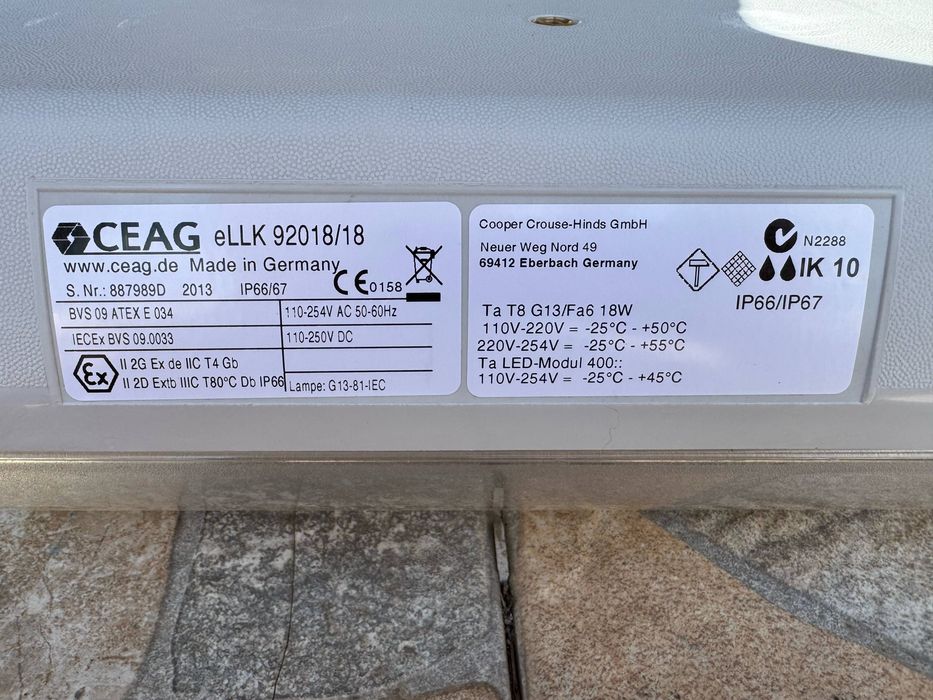 CEAG eLLK 92018/18
www.ceag.de Made in Germany
S. Nr.: 887989D 2013 IP66/67 CE 0158
BVS 09 ATEX E 034
110-254V AC 50-60Hz
IECEx BVS 09.0033
110-250V DC
Ex II 2G Ex de IIC T4 Gb
II 2D Extb IIIC T80°C Db IP66
Lampe: G13-81-IEC
Cooper Crouse-Hinds GmbH
Neuer Weg Nord 49
69412 Eberbach Germany
N2288
T IK 10
IP66/IP67
Ta T8 G13/Fa6 18W
110V-220V = -25°C - +50°C
220V-254V = -25°C - +55°C
Ta LED-Modul 400::
110V-254V = -25°C - +45°C